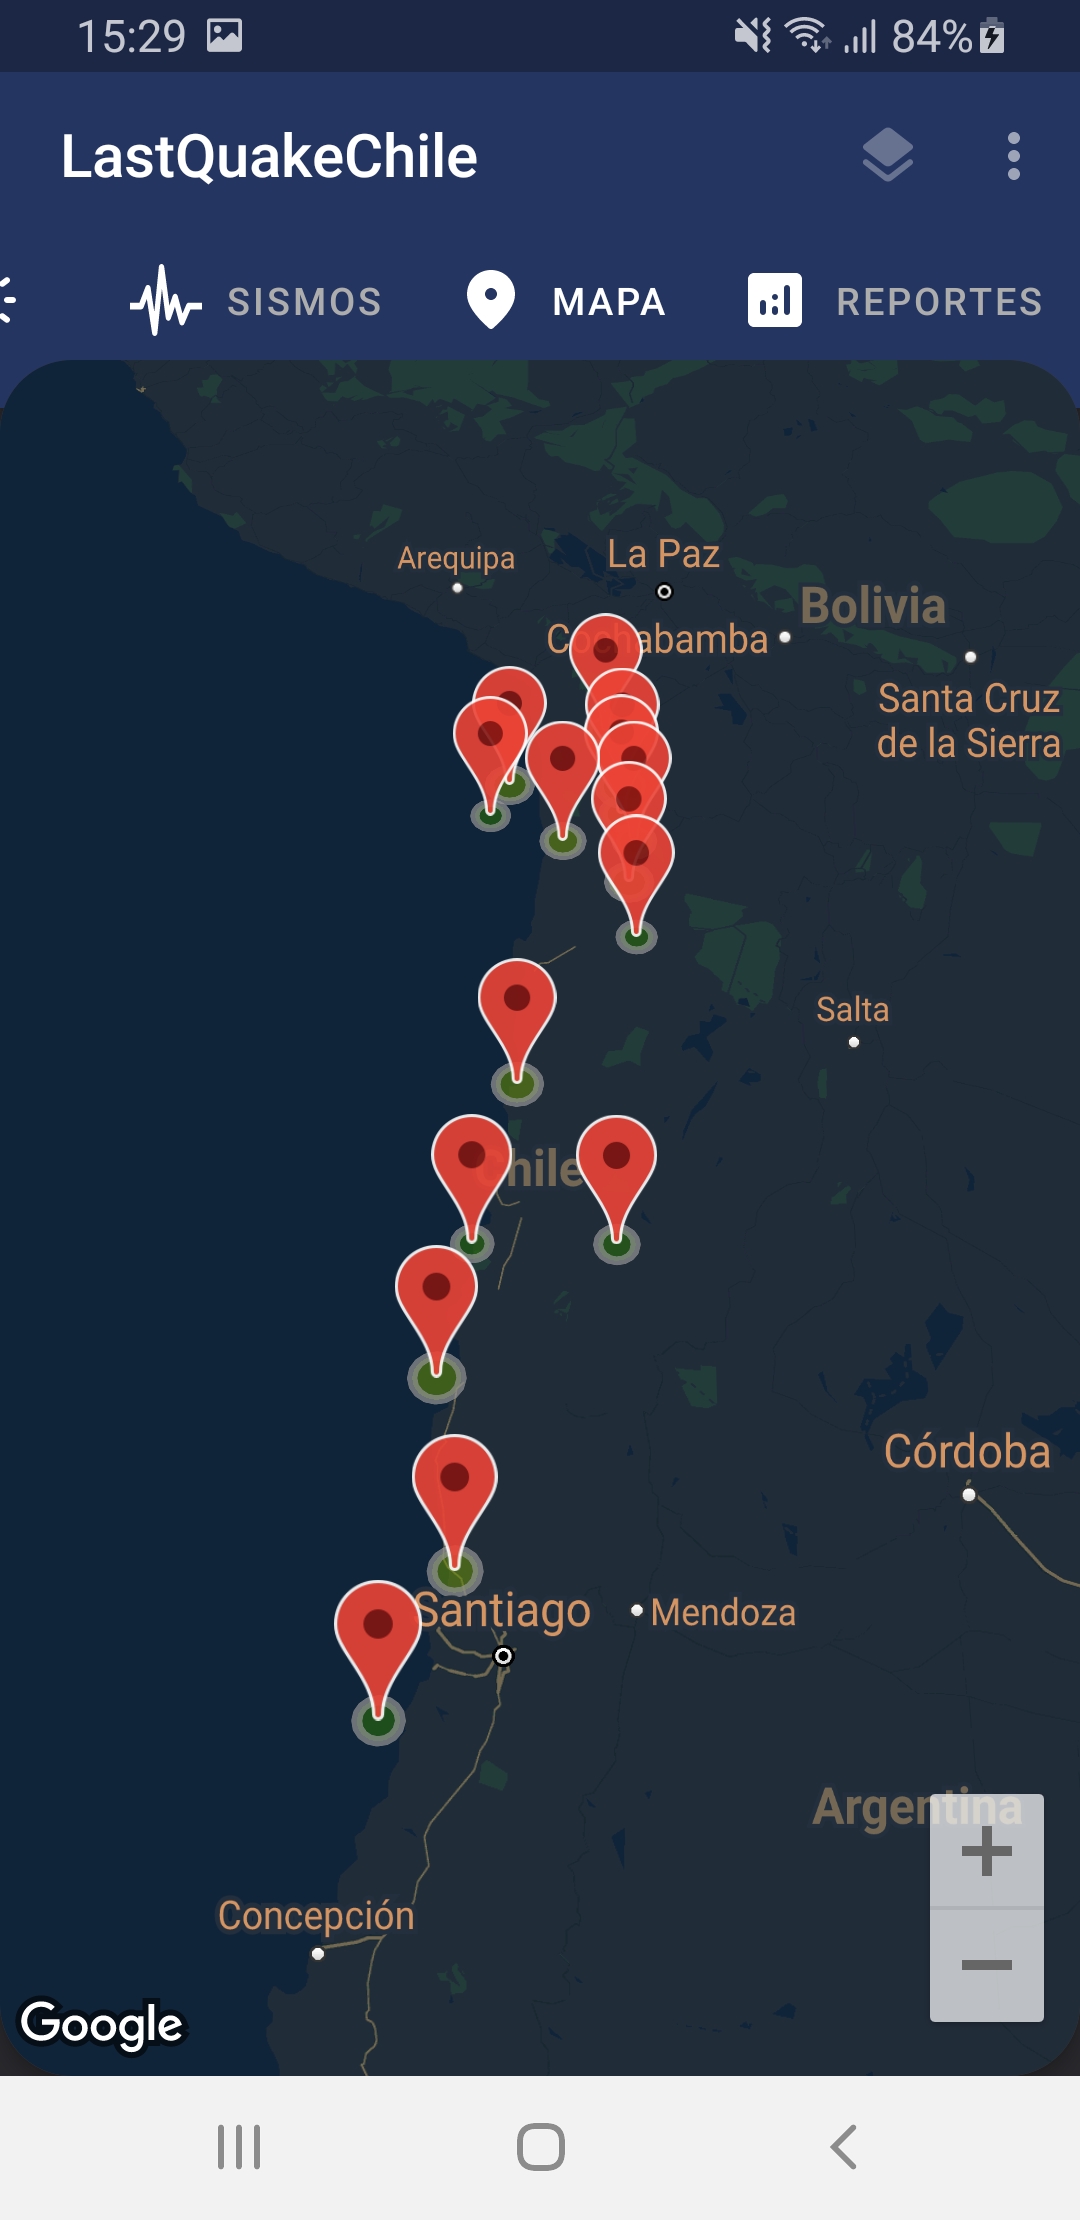 15:29
84%
LastQuakeChile
SISMOS
MAPA
REPORTES
Arequipa
La Paz
Bolivia
Cochabamba
Santa Cruz
de la Sierra
Salta
Chile
Córdoba
Santiago
Mendoza
Argentina
Concepción
Google